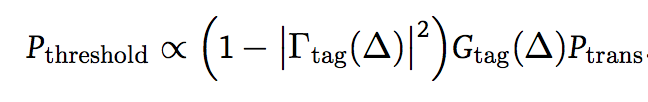 P_threshold ∝ (1 − |Γ_tag(Δ)|²)G_tag(Δ)P_trans.